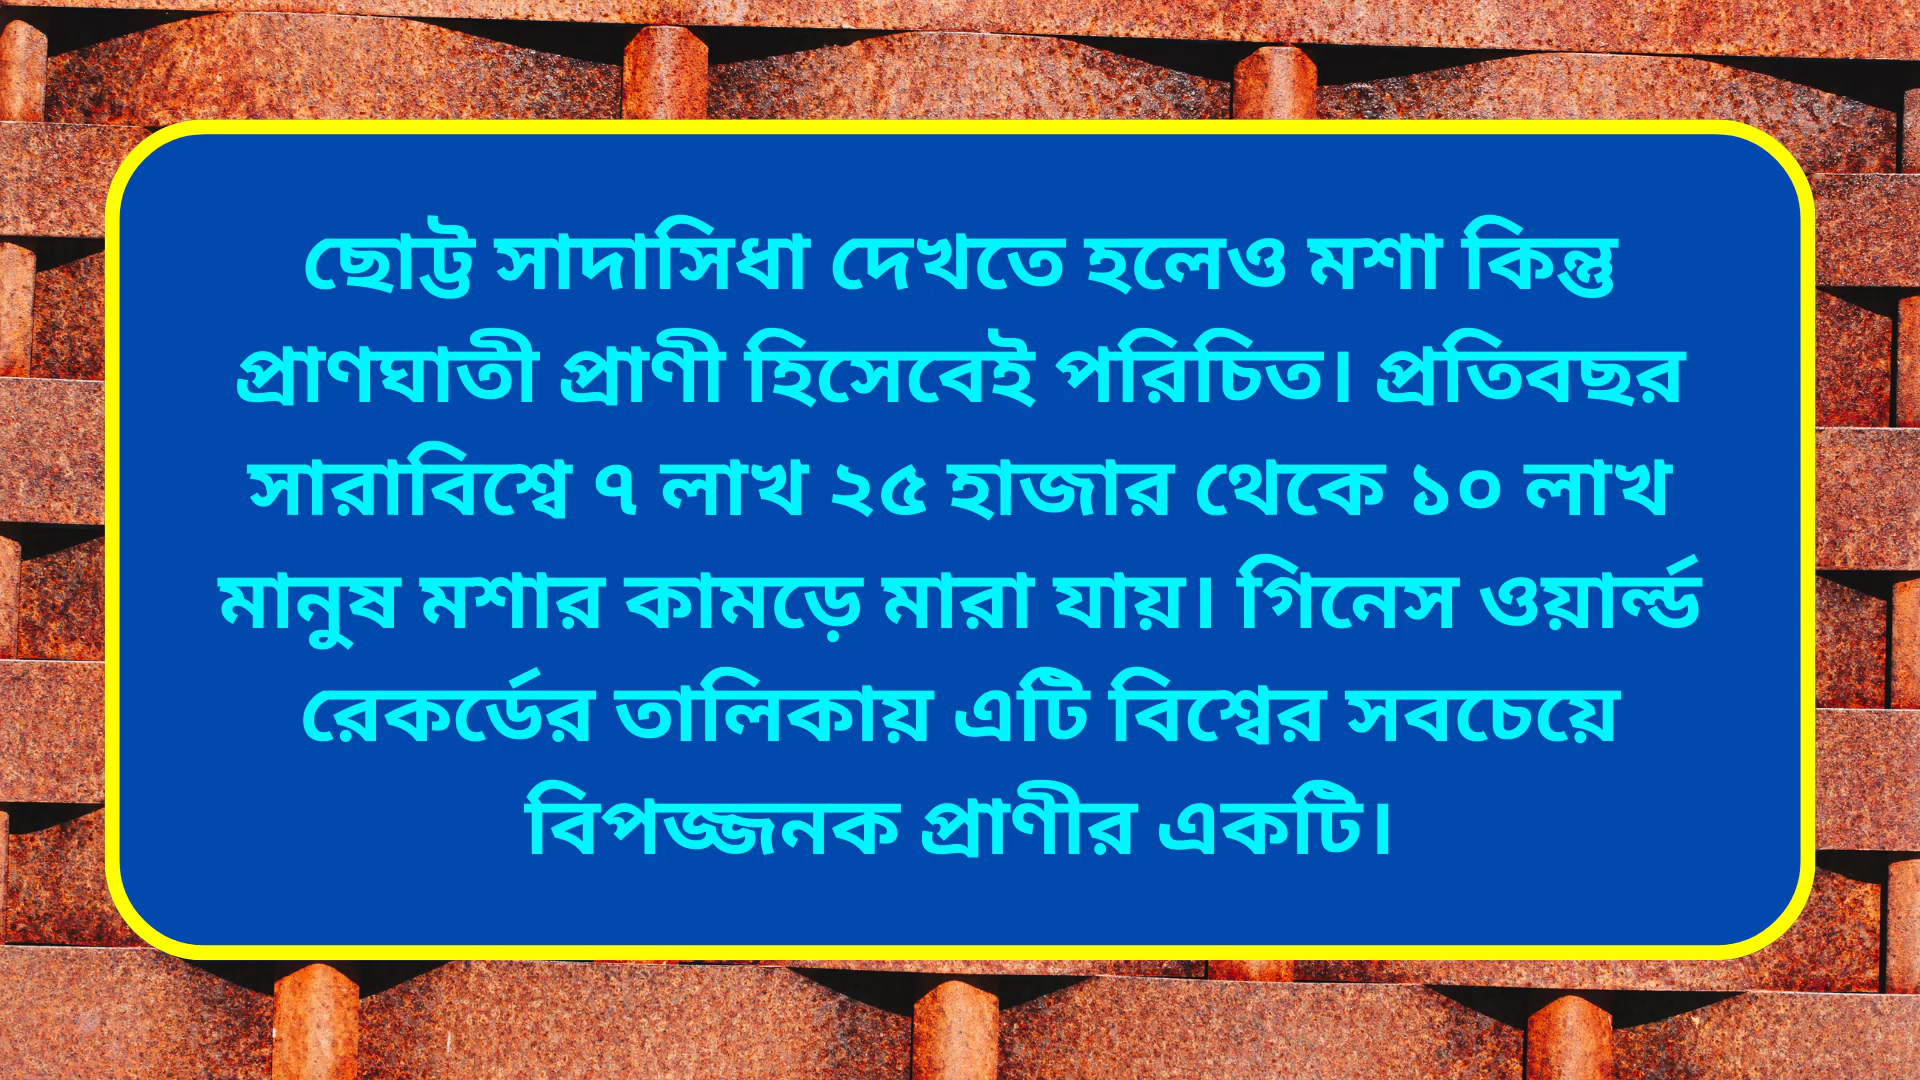 ছোট্ট সাদাসিধা দেখতে হলেও মশা কিন্তু
প্রাণঘাতী প্রাণী হিসেবেই পরিচিত। প্রতিবছর
সারাবিশ্বে ৭ লাখ ২৫ হাজার থেকে ১০ লাখ
মানুষ মশার কামড়ে মারা যায়। গিনেস ওয়ার্ল্ড
রেকর্ডের তালিকায় এটি বিশ্বের সবচেয়ে
বিপজ্জনক প্রাণীর একটি।